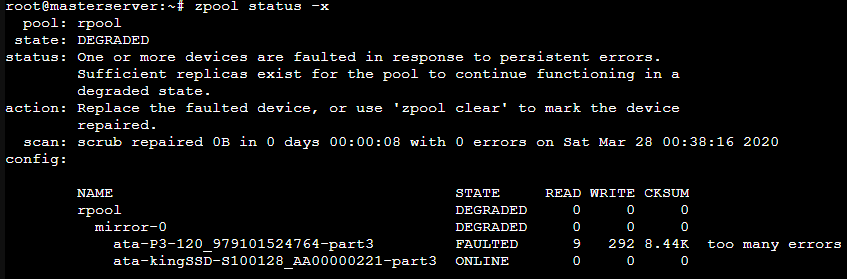 root@masterserver:~# zpool status -x
  pool: rpool
 state: DEGRADED
status: One or more devices are faulted in response to persistent errors.
        Sufficient replicas exist for the pool to continue functioning in a
        degraded state.
action: Replace the faulted device, or use 'zpool clear' to mark the device
        repaired.
  scan: scrub repaired 0B in 0 days 00:00:08 with 0 errors on Sat Mar 28 00:38:16 2020
config:

        NAME                                     STATE     READ WRITE CKSUM
        rpool                                    DEGRADED     0     0     0
          mirror-0                               DEGRADED     0     0     0
            ata-P3-120_979101524764-part3        FAULTED      9   292 8.44K  too many errors
            ata-kingSSD-S100128_AA00000221-part3  ONLINE       0     0     0